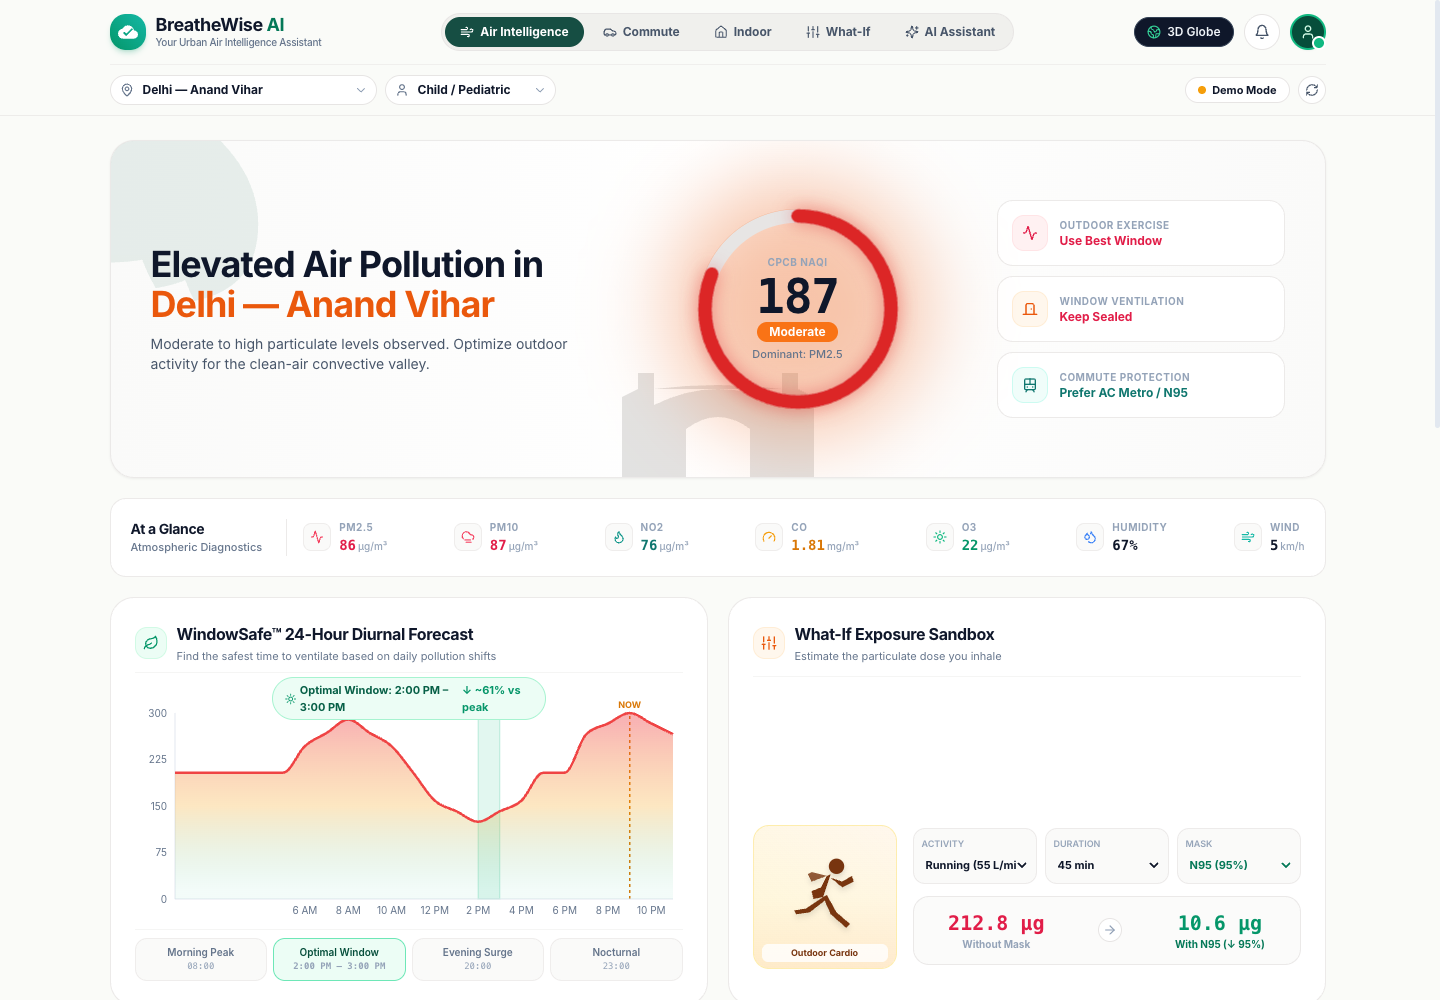 BreatheWise AI
Your Urban Air Intelligence Assistant
Air Intelligence
Commute
Indoor
What-If
AI Assistant
3D Globe
Delhi — Anand Vihar
Child / Pediatric
Demo Mode
Elevated Air Pollution in
Delhi — Anand Vihar
Moderate to high particulate levels observed. Optimize outdoor
activity for the clean-air convective valley.
CPCB NAQI
187
Moderate
Dominant: PM2.5
OUTDOOR EXERCISE
Use Best Window
WINDOW VENTILATION
Keep Sealed
COMMUTE PROTECTION
Prefer AC Metro / N95
At a Glance
Atmospheric Diagnostics
PM2.5
86 µg/m³
PM10
87 µg/m³
NO2
76 µg/m³
CO
1.81 mg/m³
O3
22 µg/m³
HUMIDITY
67%
WIND
5 km/h
WindowSafe™ 24-Hour Diurnal Forecast
Find the safest time to ventilate based on daily pollution shifts
Optimal Window: 2:00 PM –
3:00 PM
↓ ~61% vs
peak
NOW
300
225
150
75
0
6 AM
8 AM
10 AM
12 PM
2 PM
4 PM
6 PM
8 PM
10 PM
Morning Peak
08:00
Optimal Window
2:00 PM – 3:00 PM
Evening Surge
20:00
Nocturnal
23:00
What-If Exposure Sandbox
Estimate the particulate dose you inhale
Outdoor Cardio
ACTIVITY
Running (55 L/mi
DURATION
45 min
MASK
N95 (95%)
212.8 µg
Without Mask
10.6 µg
With N95 (↓ 95%)